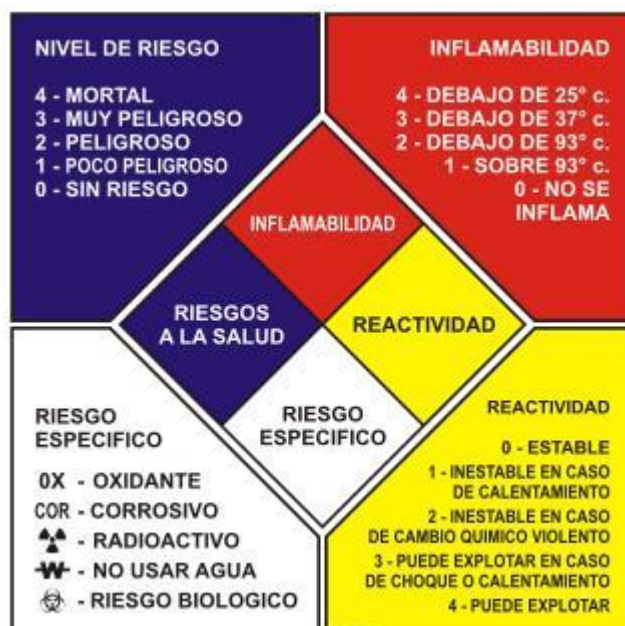 NIVEL DE RIESGO
4 - MORTAL
3 - MUY PELIGROSO
2 - PELIGROSO
1 - POCO PELIGROSO
0 - SIN RIESGO
INFLAMABILIDAD
4 - DEBAJO DE 25° c.
3 - DEBAJO DE 37° c.
2 - DEBAJO DE 93° c.
1 - SOBRE 93° c.
0 - NO SE
INFLAMA
INFLAMABILIDAD
RIESGOS
A LA SALUD
REACTIVIDAD
RIESGO
ESPECIFICO
RIESGO
ESPECIFICO
0X - OXIDANTE
COR - CORROSIVO
- RADIOACTIVO
W - NO USAR AGUA
- RIESGO BIOLOGICO
REACTIVIDAD
0 - ESTABLE
1 - INESTABLE EN CASO
DE CALENTAMIENTO
2 - INESTABLE EN CASO
DE CAMBIO QUIMICO VIOLENTO
3 - PUEDE EXPLOTAR EN CASO
DE CHOQUE O CALENTAMIENTO
4 - PUEDE EXPLOTAR